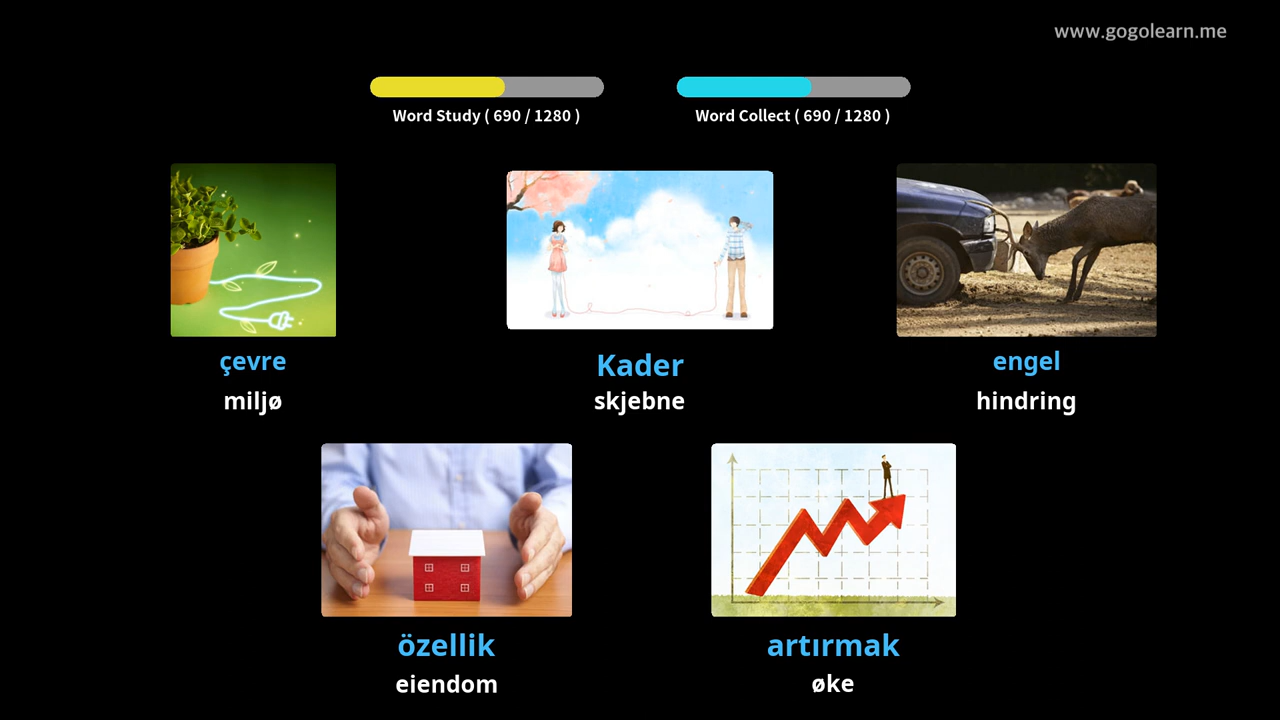 www.gogolearn.me
Word Study ( 690 / 1280 )
Word Collect ( 690 / 1280 )
çevre
miljø
Kader
skjebne
engel
hindring
özellik
eiendom
artırmak
øke